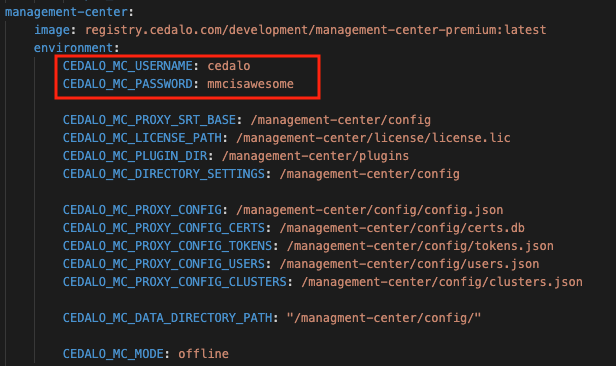 management-center:
image: registry.cedalo.com/development/management-center-premium:latest
environment:
CEDALO_MC_USERNAME: cedalo
CEDALO_MC_PASSWORD: mmcisawesome
CEDALO_MC_PROXY_SRT_BASE: /management-center/config
CEDALO_MC_LICENSE_PATH: /management-center/license/license.lic
CEDALO_MC_PLUGIN_DIR: /management-center/plugins
CEDALO_MC_DIRECTORY_SETTINGS: /management-center/config
CEDALO_MC_PROXY_CONFIG: /management-center/config/config.json
CEDALO_MC_PROXY_CONFIG_CERTS: /management-center/config/certs.db
CEDALO_MC_PROXY_CONFIG_TOKENS: /management-center/config/tokens.json
CEDALO_MC_PROXY_CONFIG_USERS: /management-center/config/users.json
CEDALO_MC_PROXY_CONFIG_CLUSTERS: /management-center/config/clusters.json
CEDALO_MC_DATA_DIRECTORY_PATH: "/managment-center/config/"
CEDALO_MC_MODE: offline